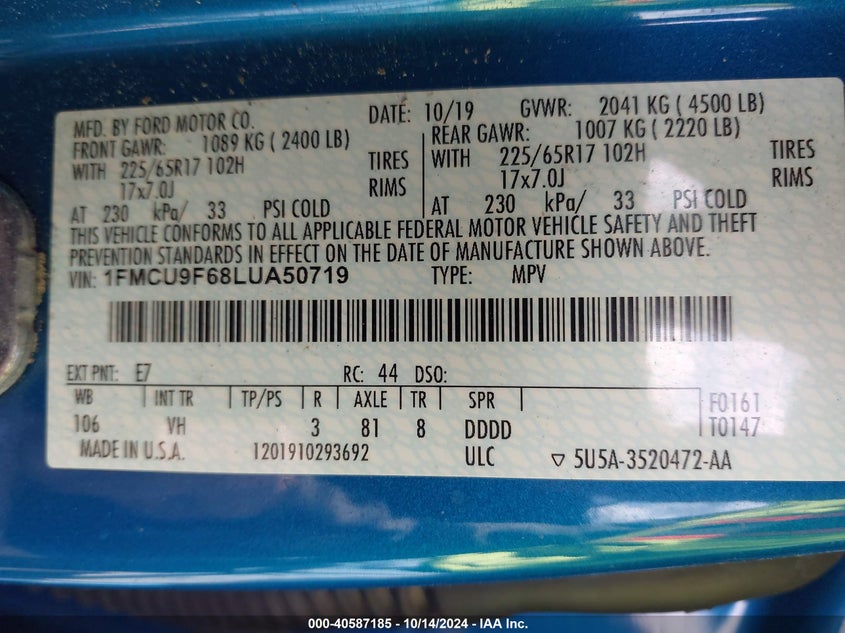 MFD. BY FORD MOTOR CO. DATE: 10/19 GVWR: 2041 KG ( 4500 LB)
FRONT GAWR: 1089 KG ( 2400 LB) REAR GAWR: 1007 KG ( 2220 LB)
WITH 225/65R17 102H TIRES WITH 225/65R17 102H TIRES
17x7.0J RIMS 17x7.0J RIMS
AT 230 kPa/ 33 PSI COLD AT 230 kPa/ 33 PSI COLD
THIS VEHICLE CONFORMS TO ALL APPLICABLE FEDERAL MOTOR VEHICLE SAFETY AND THEFT
PREVENTION STANDARDS IN EFFECT ON THE DATE OF MANUFACTURE SHOWN ABOVE.
VIN: 1FMCU9F68LUA50719 TYPE: MPV
EXT PNT: E7 RC: 44 DSO:
WB INT TR TP/PS R AXLE TR SPR F0161
106 VH 3 81 8 DDDD T0147
MADE IN U.S.A. 1201910293692 ULC ▽ 5U5A-3520472-AA
000-40587185 - 10/14/2024 - IAA Inc.